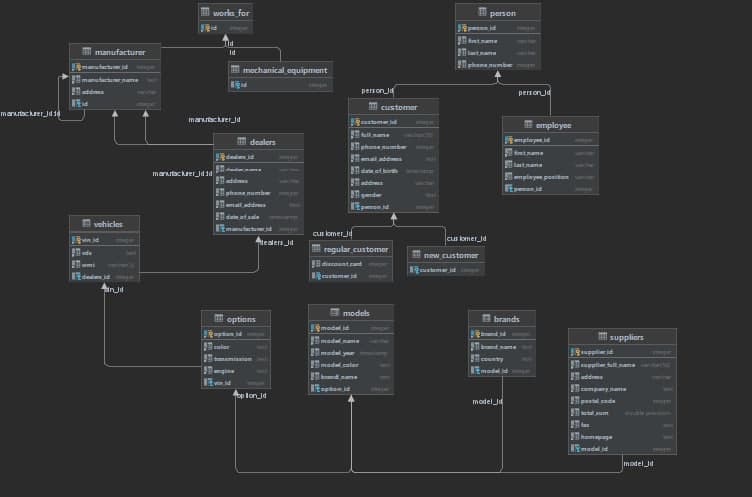 works_for
id integer
person
person_id integer
first_name varchar
last_name varchar
phone_number integer
manufacturer
manufacturer_id integer
manufacturer_name text
address varchar
id integer
id
id
mechanical_equipment
id integer
manufacturer_id:id
manufacturer_id
person_id
person_id
customer
customer_id integer
full_name varchar(50)
phone_number integer
email_address text
date_of_birth timestamp
address varchar
gender text
person_id integer
employee
employee_id integer
first_name varchar
last_name varchar
employee_position varchar
person_id integer
dealers
dealers_id integer
dealer_name varchar
address varchar
phone_number integer
email_address text
date_of_sale timestamp
manufacturer_id integer
manufacturer_id:id
vehicles
vin_id integer
vds text
wmi
dealers_id integer
dealers_id
customer_id
customer_id
regular_customer
discount_card integer
customer_id integer
new_customer
customer_id integer
vin_id
options
option_id integer
color text
transmission text
engine text
vin_id integer
models
model_id integer
model_name varchar
model_year timestamp
model_color text
brand_name text
option_id integer
brands
brand_id integer
brand_name text
country text
model_id integer
suppliers
supplier_id integer
supplier_full_name varchar(50)
address varchar
company_name text
postal_code integer
total_sum double precision
fax text
homepage text
model_id integer
option_id
model_id
model_id